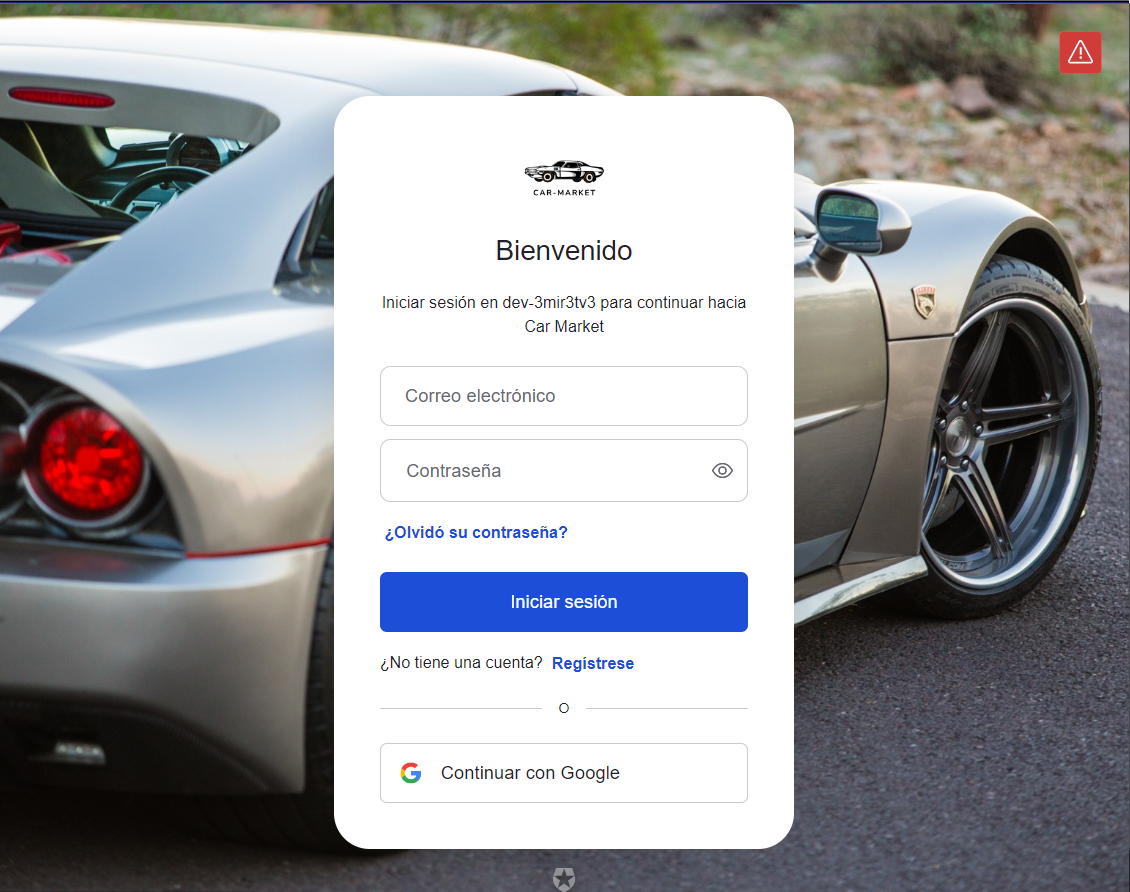 CAR-MARKET
Bienvenido
Iniciar sesión en dev-3mir3tv3 para continuar hacia
Car Market
Correo electrónico
Contraseña
¿Olvidó su contraseña?
Iniciar sesión
¿No tiene una cuenta? Regístrese
O
Continuar con Google